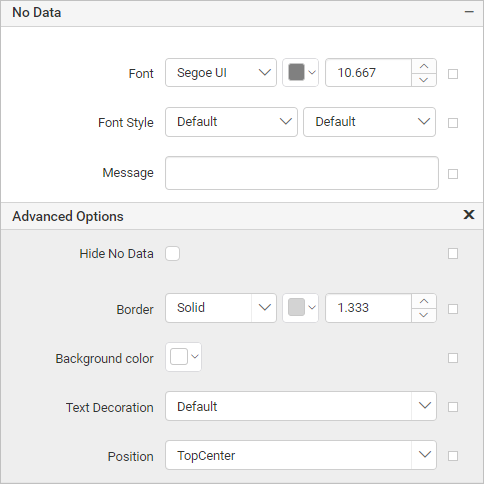 No Data
Font Segoe UI 10.667
Font Style Default Default
Message
Advanced Options
Hide No Data
Border Solid 1.333
Background color
Text Decoration Default
Position TopCenter